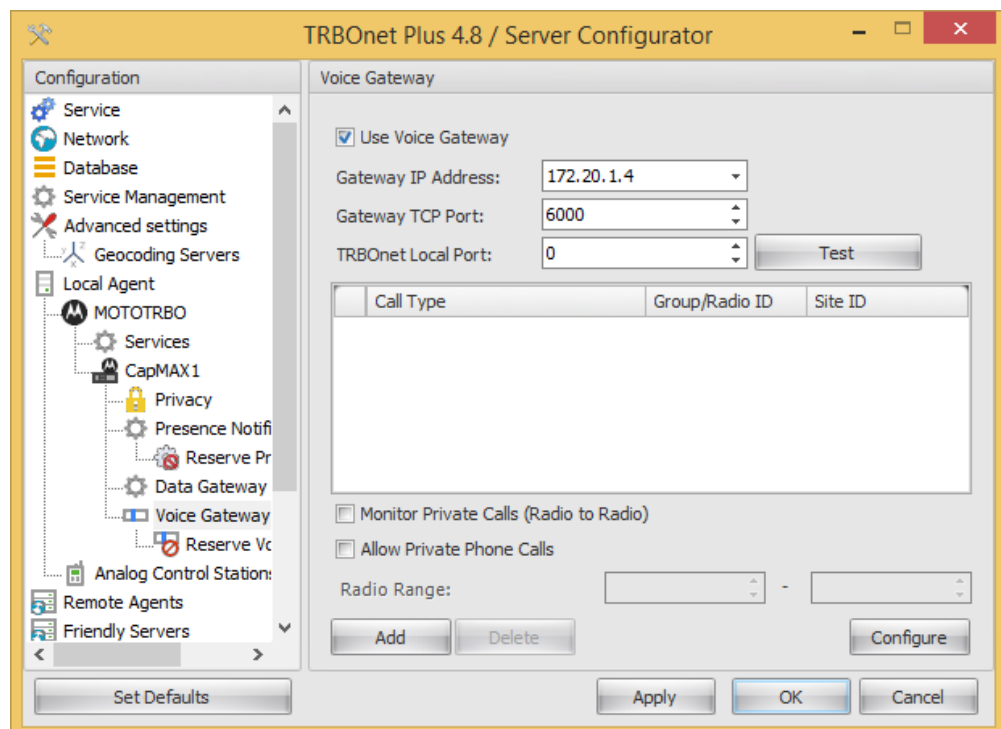 TRBOnet Plus 4.8 / Server Configurator
Configuration
Service
Network
Database
Service Management
Advanced settings
Geocoding Servers
Local Agent
MOTOTRBO
Services
CapMAX1
Privacy
Presence Notifi
Reserve Pr
Data Gateway
Voice Gateway
Reserve Vo
Analog Control Stations
Remote Agents
Friendly Servers
Set Defaults
Voice Gateway
Use Voice Gateway
Gateway IP Address: 172.20.1.4
Gateway TCP Port: 6000
TRBOnet Local Port: 0 Test
Call Type Group/Radio ID Site ID
Monitor Private Calls (Radio to Radio)
Allow Private Phone Calls
Radio Range: -
Add Delete Configure
Apply OK Cancel